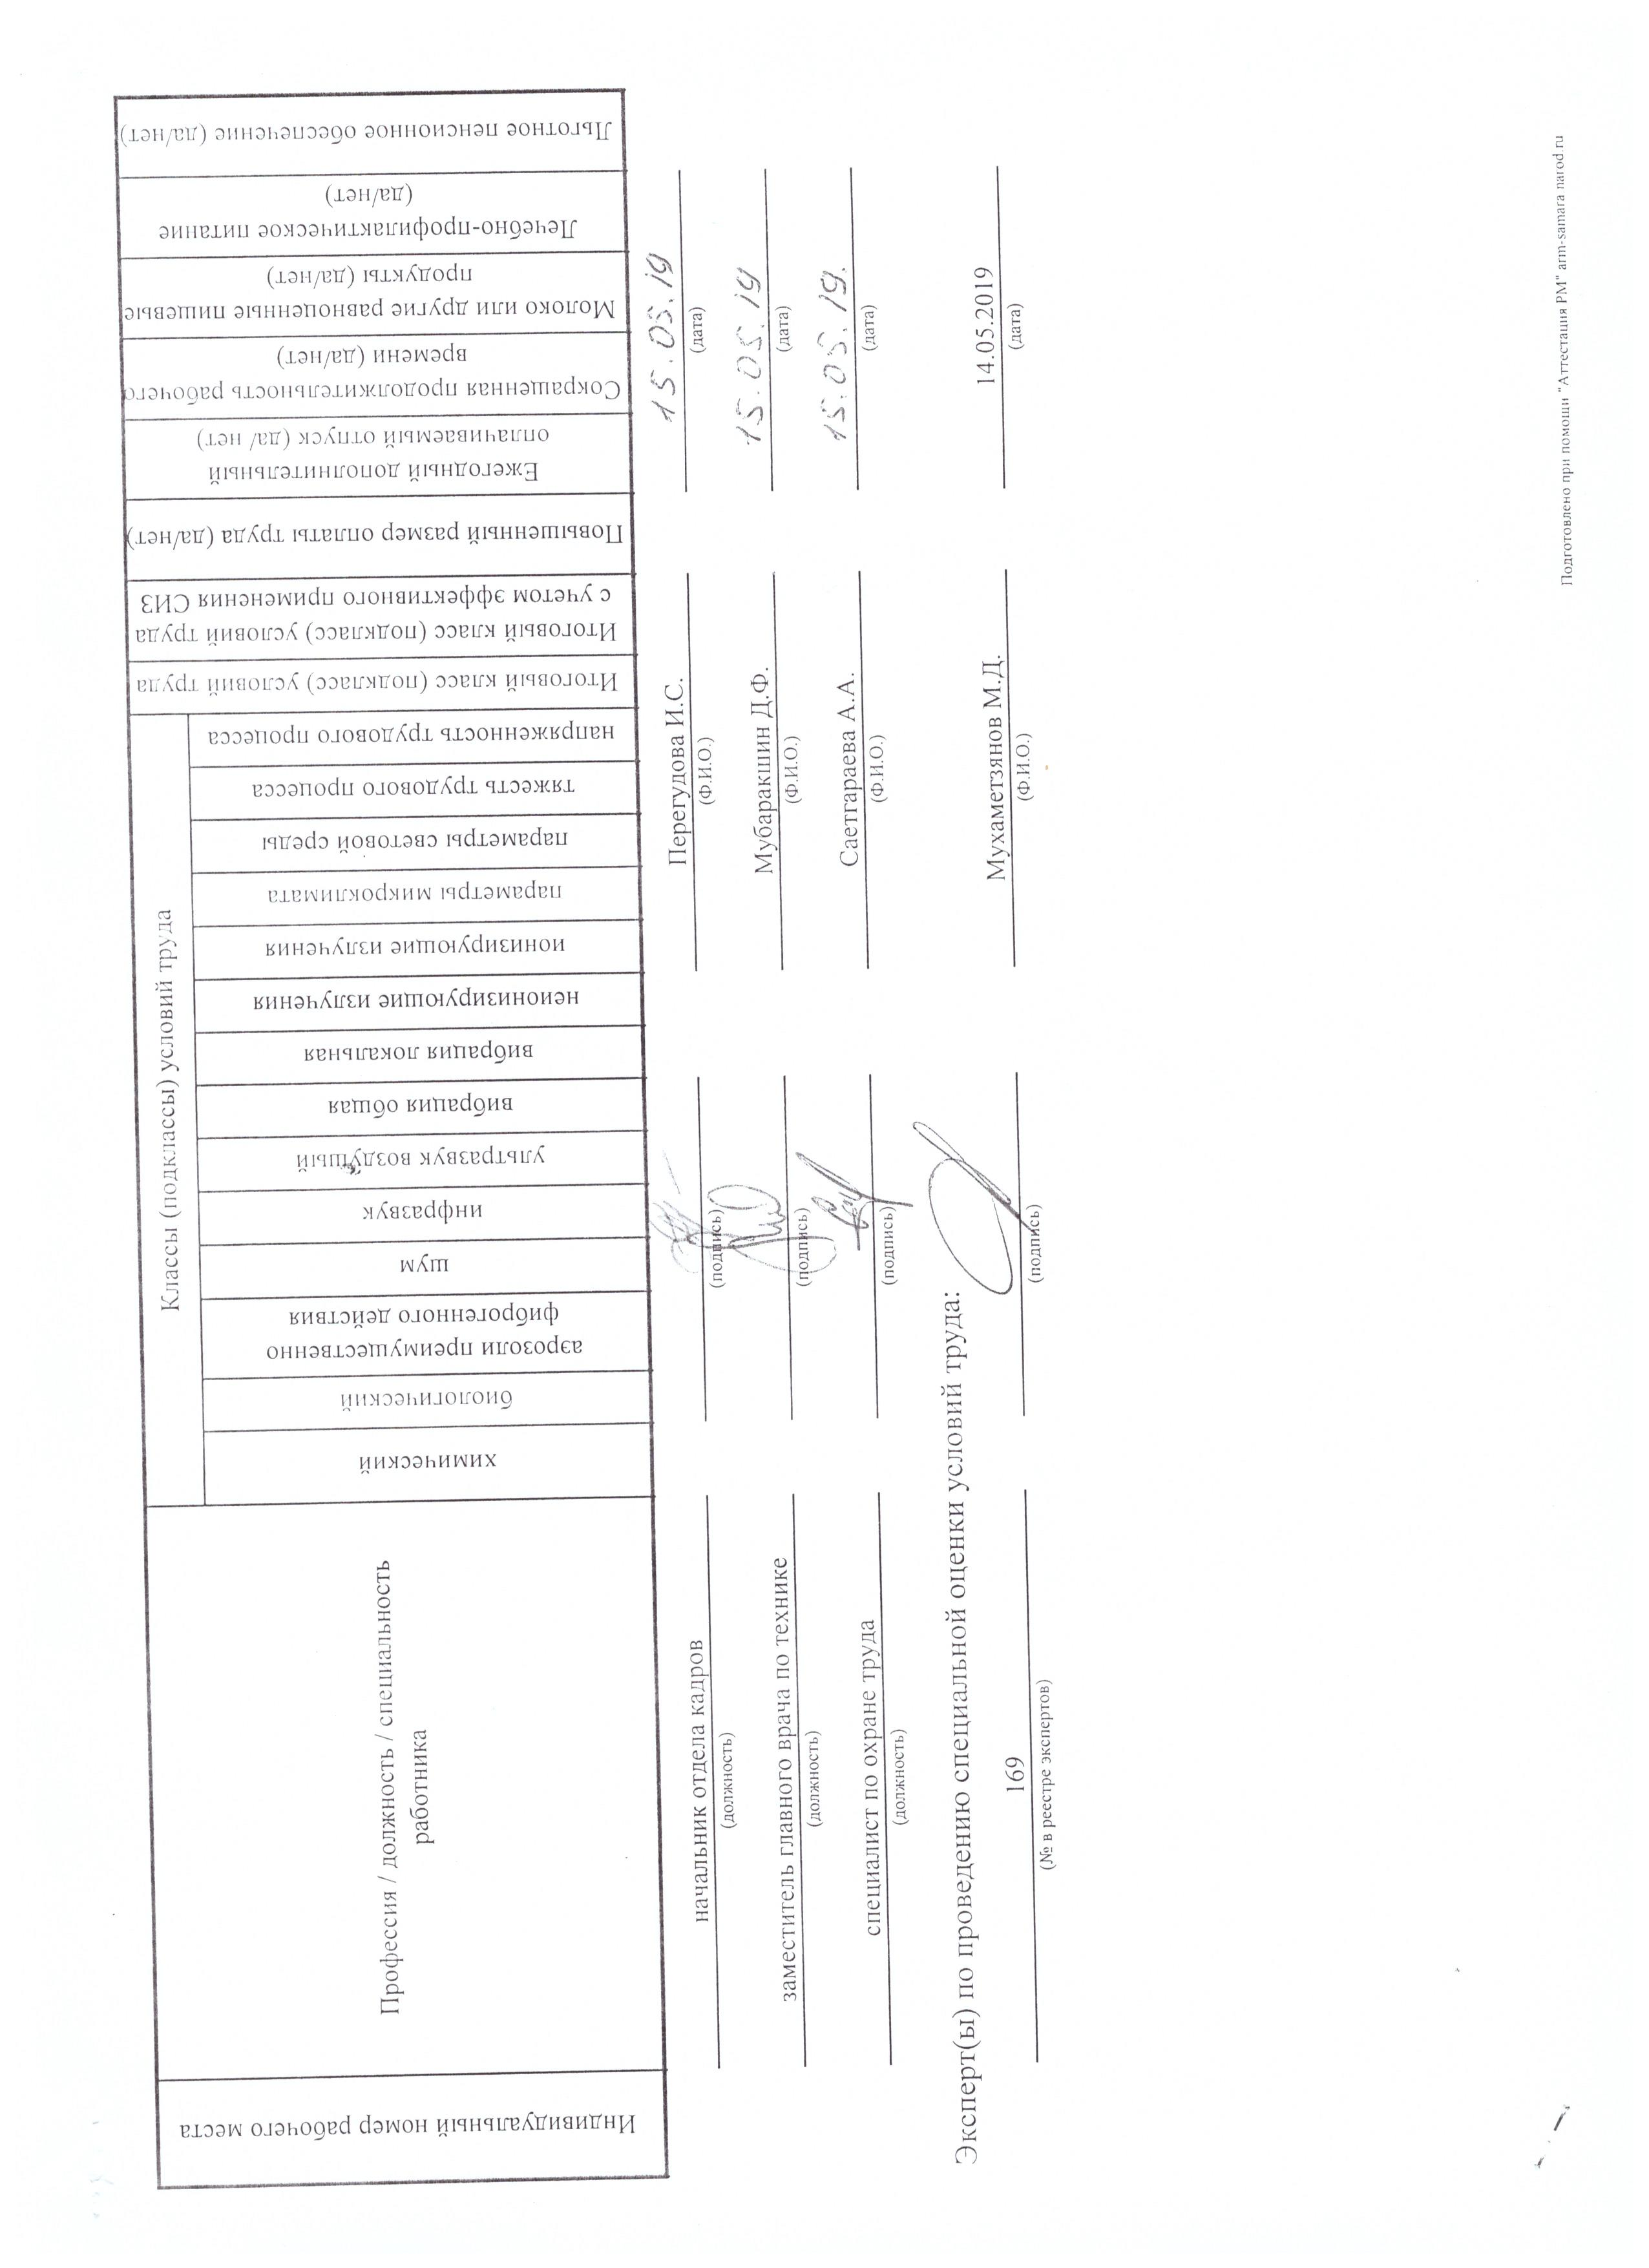 Индивидуальный номер рабочего места
Профессия / должность / специальность
работника
Классы (подклассы) условий труда
химический
биологический
аэрозоли преимущественно
фиброгенного действия
шум
инфразвук
ультразвук воздушный
вибрация общая
вибрация локальная
неионизирующие излучения
ионизирующие излучения
параметры микроклимата
параметры световой среды
тяжесть трудового процесса
напряженность трудового процесса
Итоговый класс (подкласс) условий труда
Итоговый класс (подкласс) условий труда
с учетом эффективного применения СИЗ
Повышенный размер оплаты труда (да/нет)
Ежегодный дополнительный
оплачиваемый отпуск (да/ нет)
Сокращенная продолжительность рабочего
времени (да/нет)
Молоко или другие равноценные пищевые
продукты (да/нет)
Лечебно-профилактическое питание
(да/нет)
Льготное пенсионное обеспечение (да/нет)
начальник отдела кадров Перегудова И.С. 15.05.19
(должность) (подпись) (Ф.И.О.) (дата)
заместитель главного врача по технике Мубаракшин Д.Ф. 15.05.19
(должность) (подпись) (Ф.И.О.) (дата)
специалист по охране труда Саетгараева А.А. 15.05.19.
(должность) (подпись) (Ф.И.О.) (дата)
Эксперт(ы) по проведению специальной оценки условий труда:
169 Мухаметзянов М.Д. 14.05.2019
(№ в реестре экспертов) (подпись) (Ф.И.О.) (дата)
Подготовлено при помощи "Аттестация РМ" arm-samara narod.ru